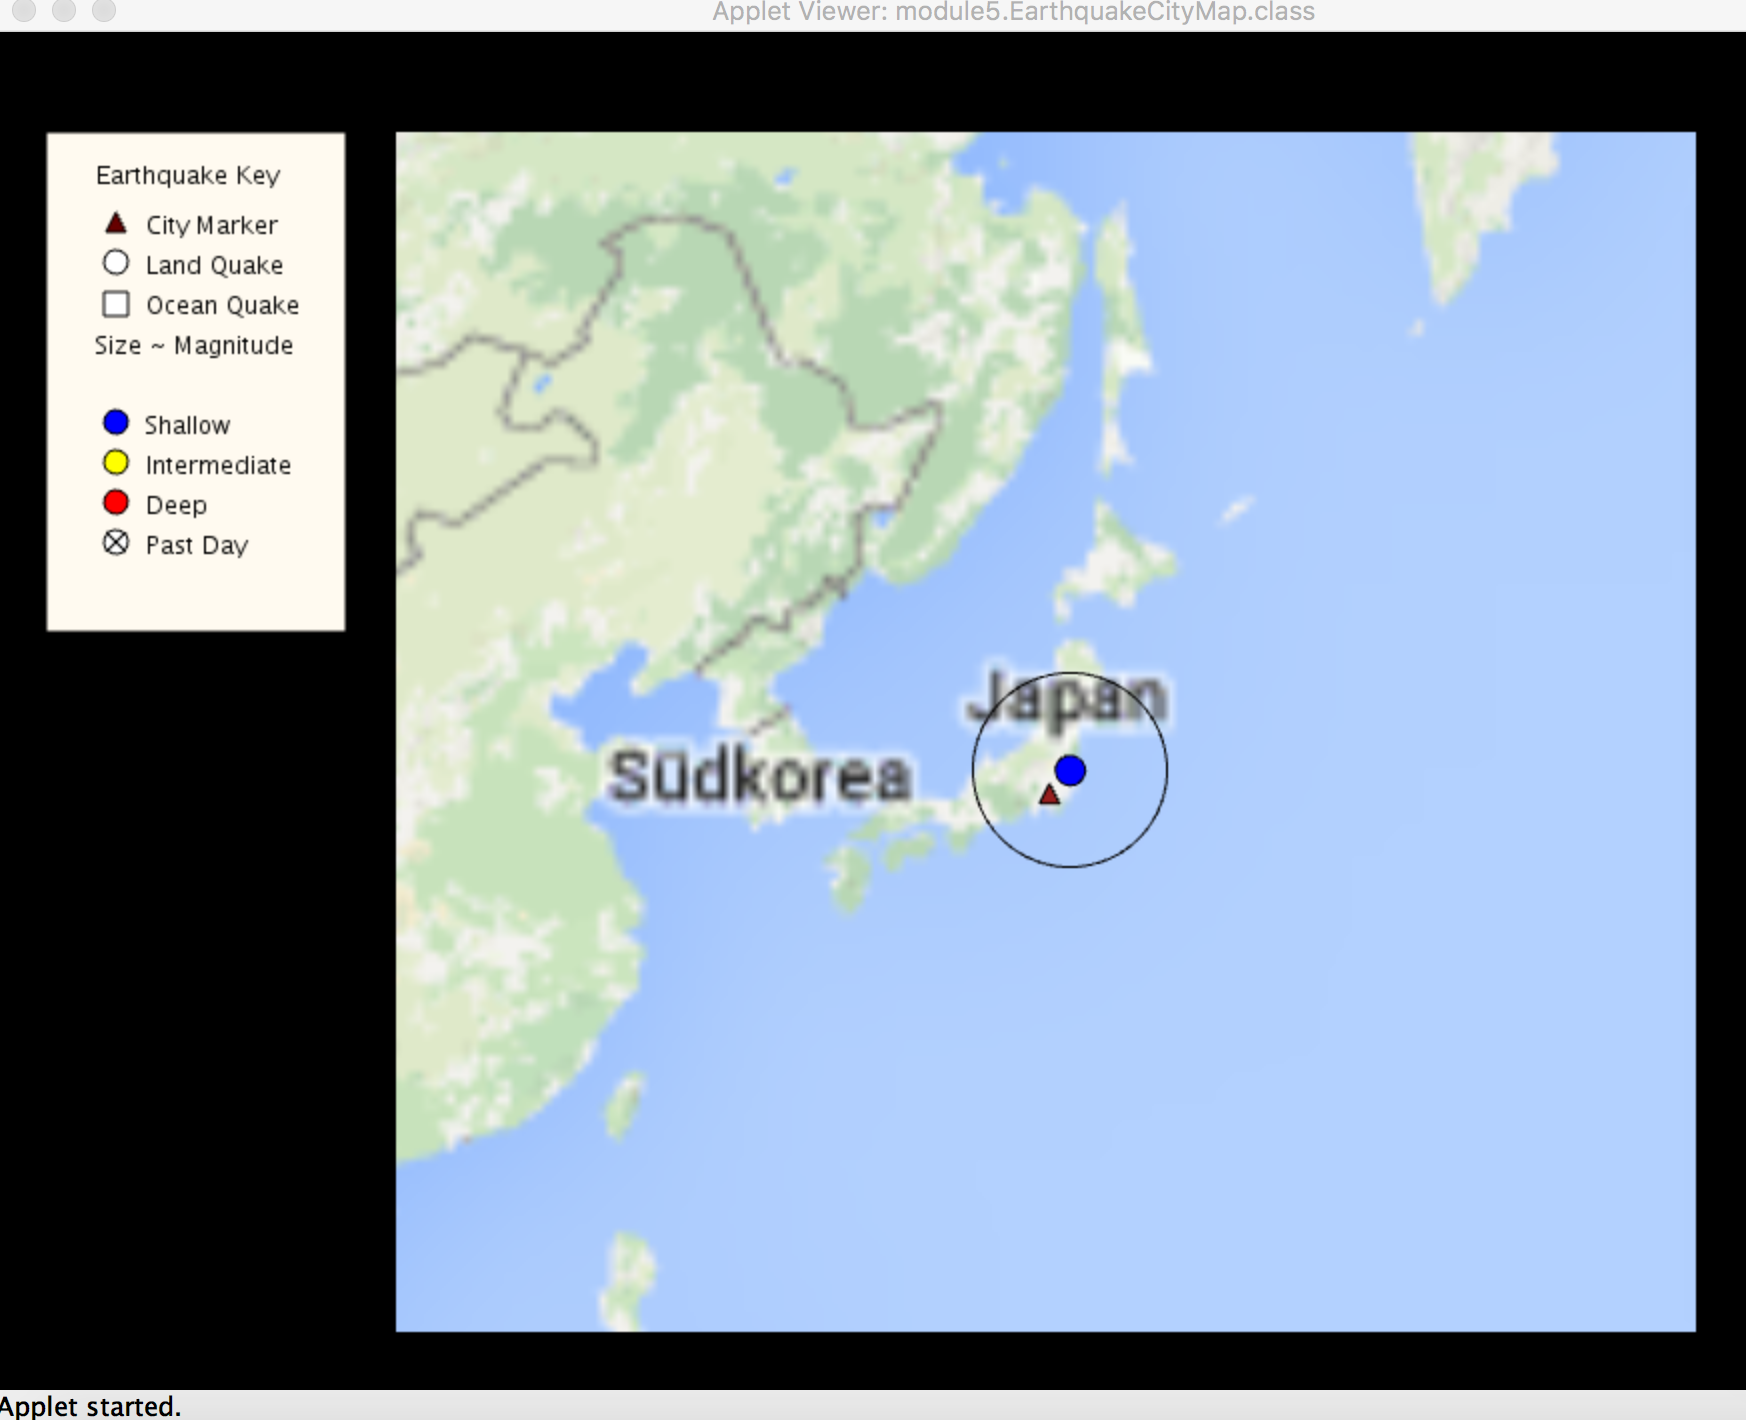 Applet Viewer: module5.EarthquakeCityMap.class
Earthquake Key
City Marker
Land Quake
Ocean Quake
Size ~ Magnitude
Shallow
Intermediate
Deep
Past Day
Japan
Südkorea
Applet started.